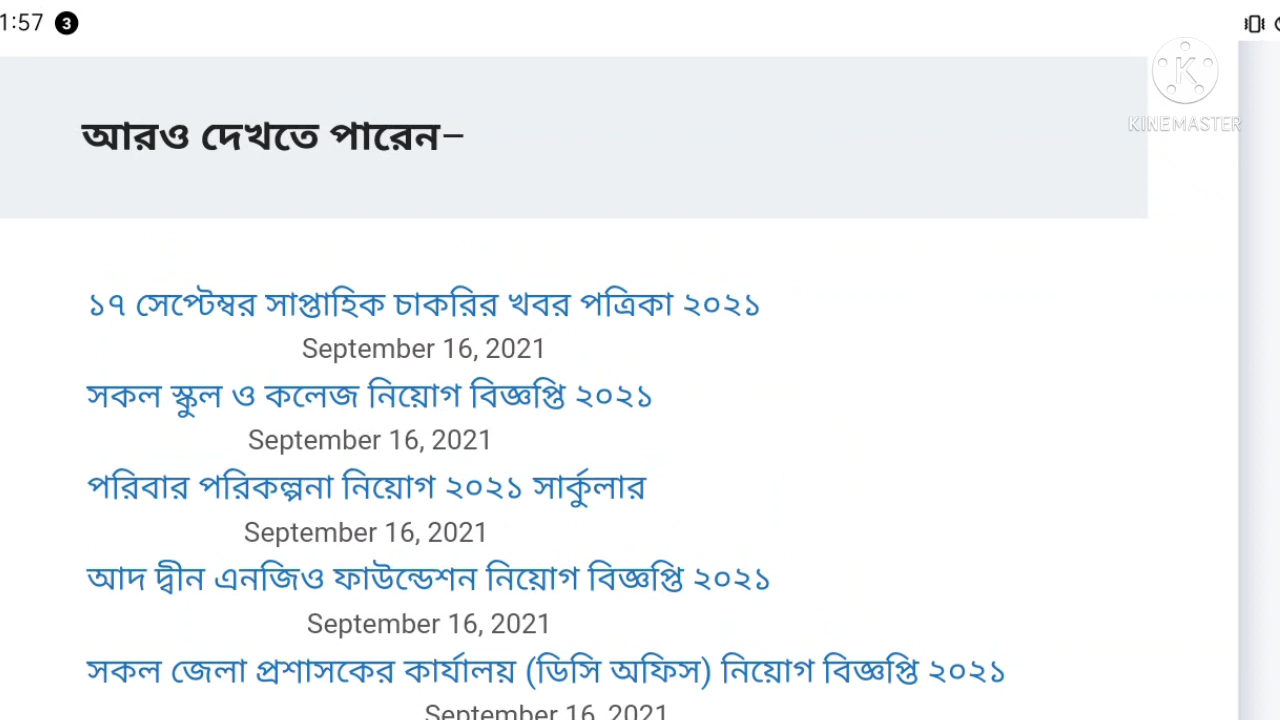 1:57 3
KINEMASTER
আরও দেখতে পারেন–
১৭ সেপ্টেম্বর সাপ্তাহিক চাকরির খবর পত্রিকা ২০২১
September 16, 2021
সকল স্কুল ও কলেজ নিয়োগ বিজ্ঞপ্তি ২০২১
September 16, 2021
পরিবার পরিকল্পনা নিয়োগ ২০২১ সার্কুলার
September 16, 2021
আদ দ্বীন এনজিও ফাউন্ডেশন নিয়োগ বিজ্ঞপ্তি ২০২১
September 16, 2021
সকল জেলা প্রশাসকের কার্যালয় (ডিসি অফিস) নিয়োগ বিজ্ঞপ্তি ২০২১
September 16, 2021